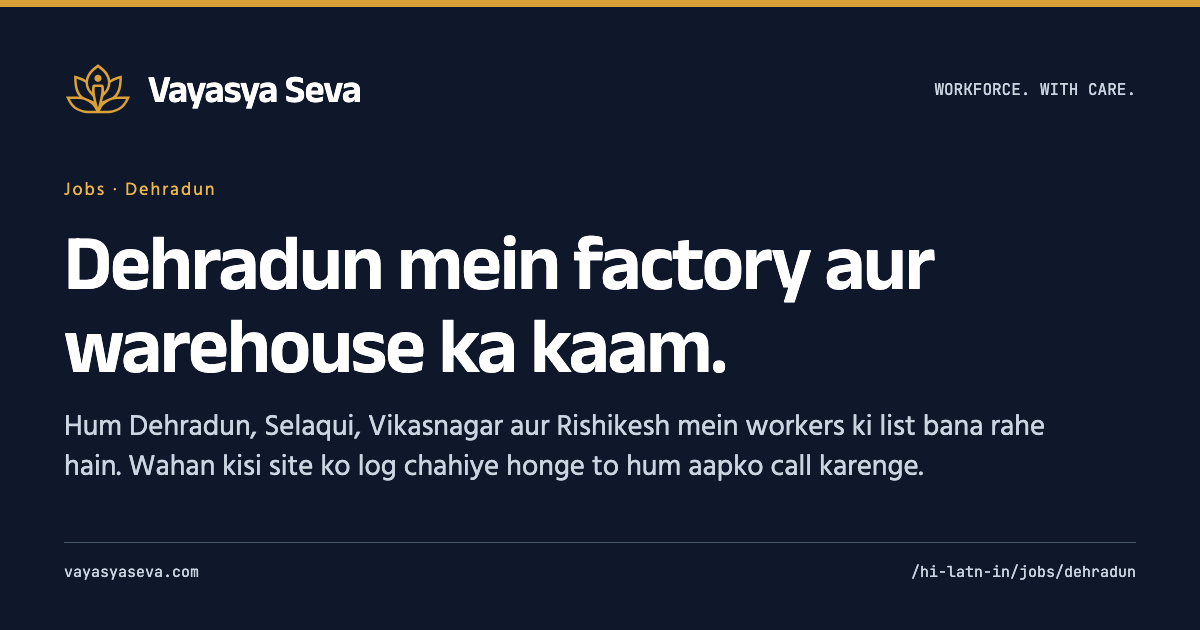 Vayasya Seva
WORKFORCE. WITH CARE.
Jobs · Dehradun
Dehradun mein factory aur
warehouse ka kaam.
Hum Dehradun, Selaqui, Vikasnagar aur Rishikesh mein workers ki list bana rahe
hain. Wahan kisi site ko log chahiye honge to hum aapko call karenge.
vayasyaseva.com
/hi-latn-in/jobs/dehradun